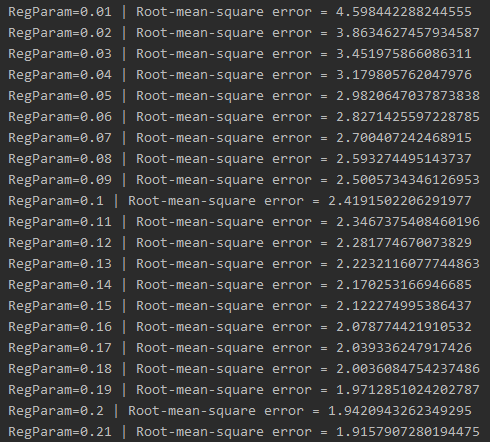 RegParam=0.01 | Root-mean-square error = 4.598442288244555
RegParam=0.02 | Root-mean-square error = 3.8634627457934587
RegParam=0.03 | Root-mean-square error = 3.451975866086311
RegParam=0.04 | Root-mean-square error = 3.179805762047976
RegParam=0.05 | Root-mean-square error = 2.9820647037873838
RegParam=0.06 | Root-mean-square error = 2.8271425597228785
RegParam=0.07 | Root-mean-square error = 2.700407242468915
RegParam=0.08 | Root-mean-square error = 2.593274495143737
RegParam=0.09 | Root-mean-square error = 2.5005734346126953
RegParam=0.1 | Root-mean-square error = 2.4191502206291977
RegParam=0.11 | Root-mean-square error = 2.3467375408460196
RegParam=0.12 | Root-mean-square error = 2.281774670073829
RegParam=0.13 | Root-mean-square error = 2.2232116077744863
RegParam=0.14 | Root-mean-square error = 2.170253166946685
RegParam=0.15 | Root-mean-square error = 2.122274995386437
RegParam=0.16 | Root-mean-square error = 2.078774421910532
RegParam=0.17 | Root-mean-square error = 2.039336247917426
RegParam=0.18 | Root-mean-square error = 2.0036084754237486
RegParam=0.19 | Root-mean-square error = 1.9712851024202787
RegParam=0.2 | Root-mean-square error = 1.9420943262349295
RegParam=0.21 | Root-mean-square error = 1.9157907280194475